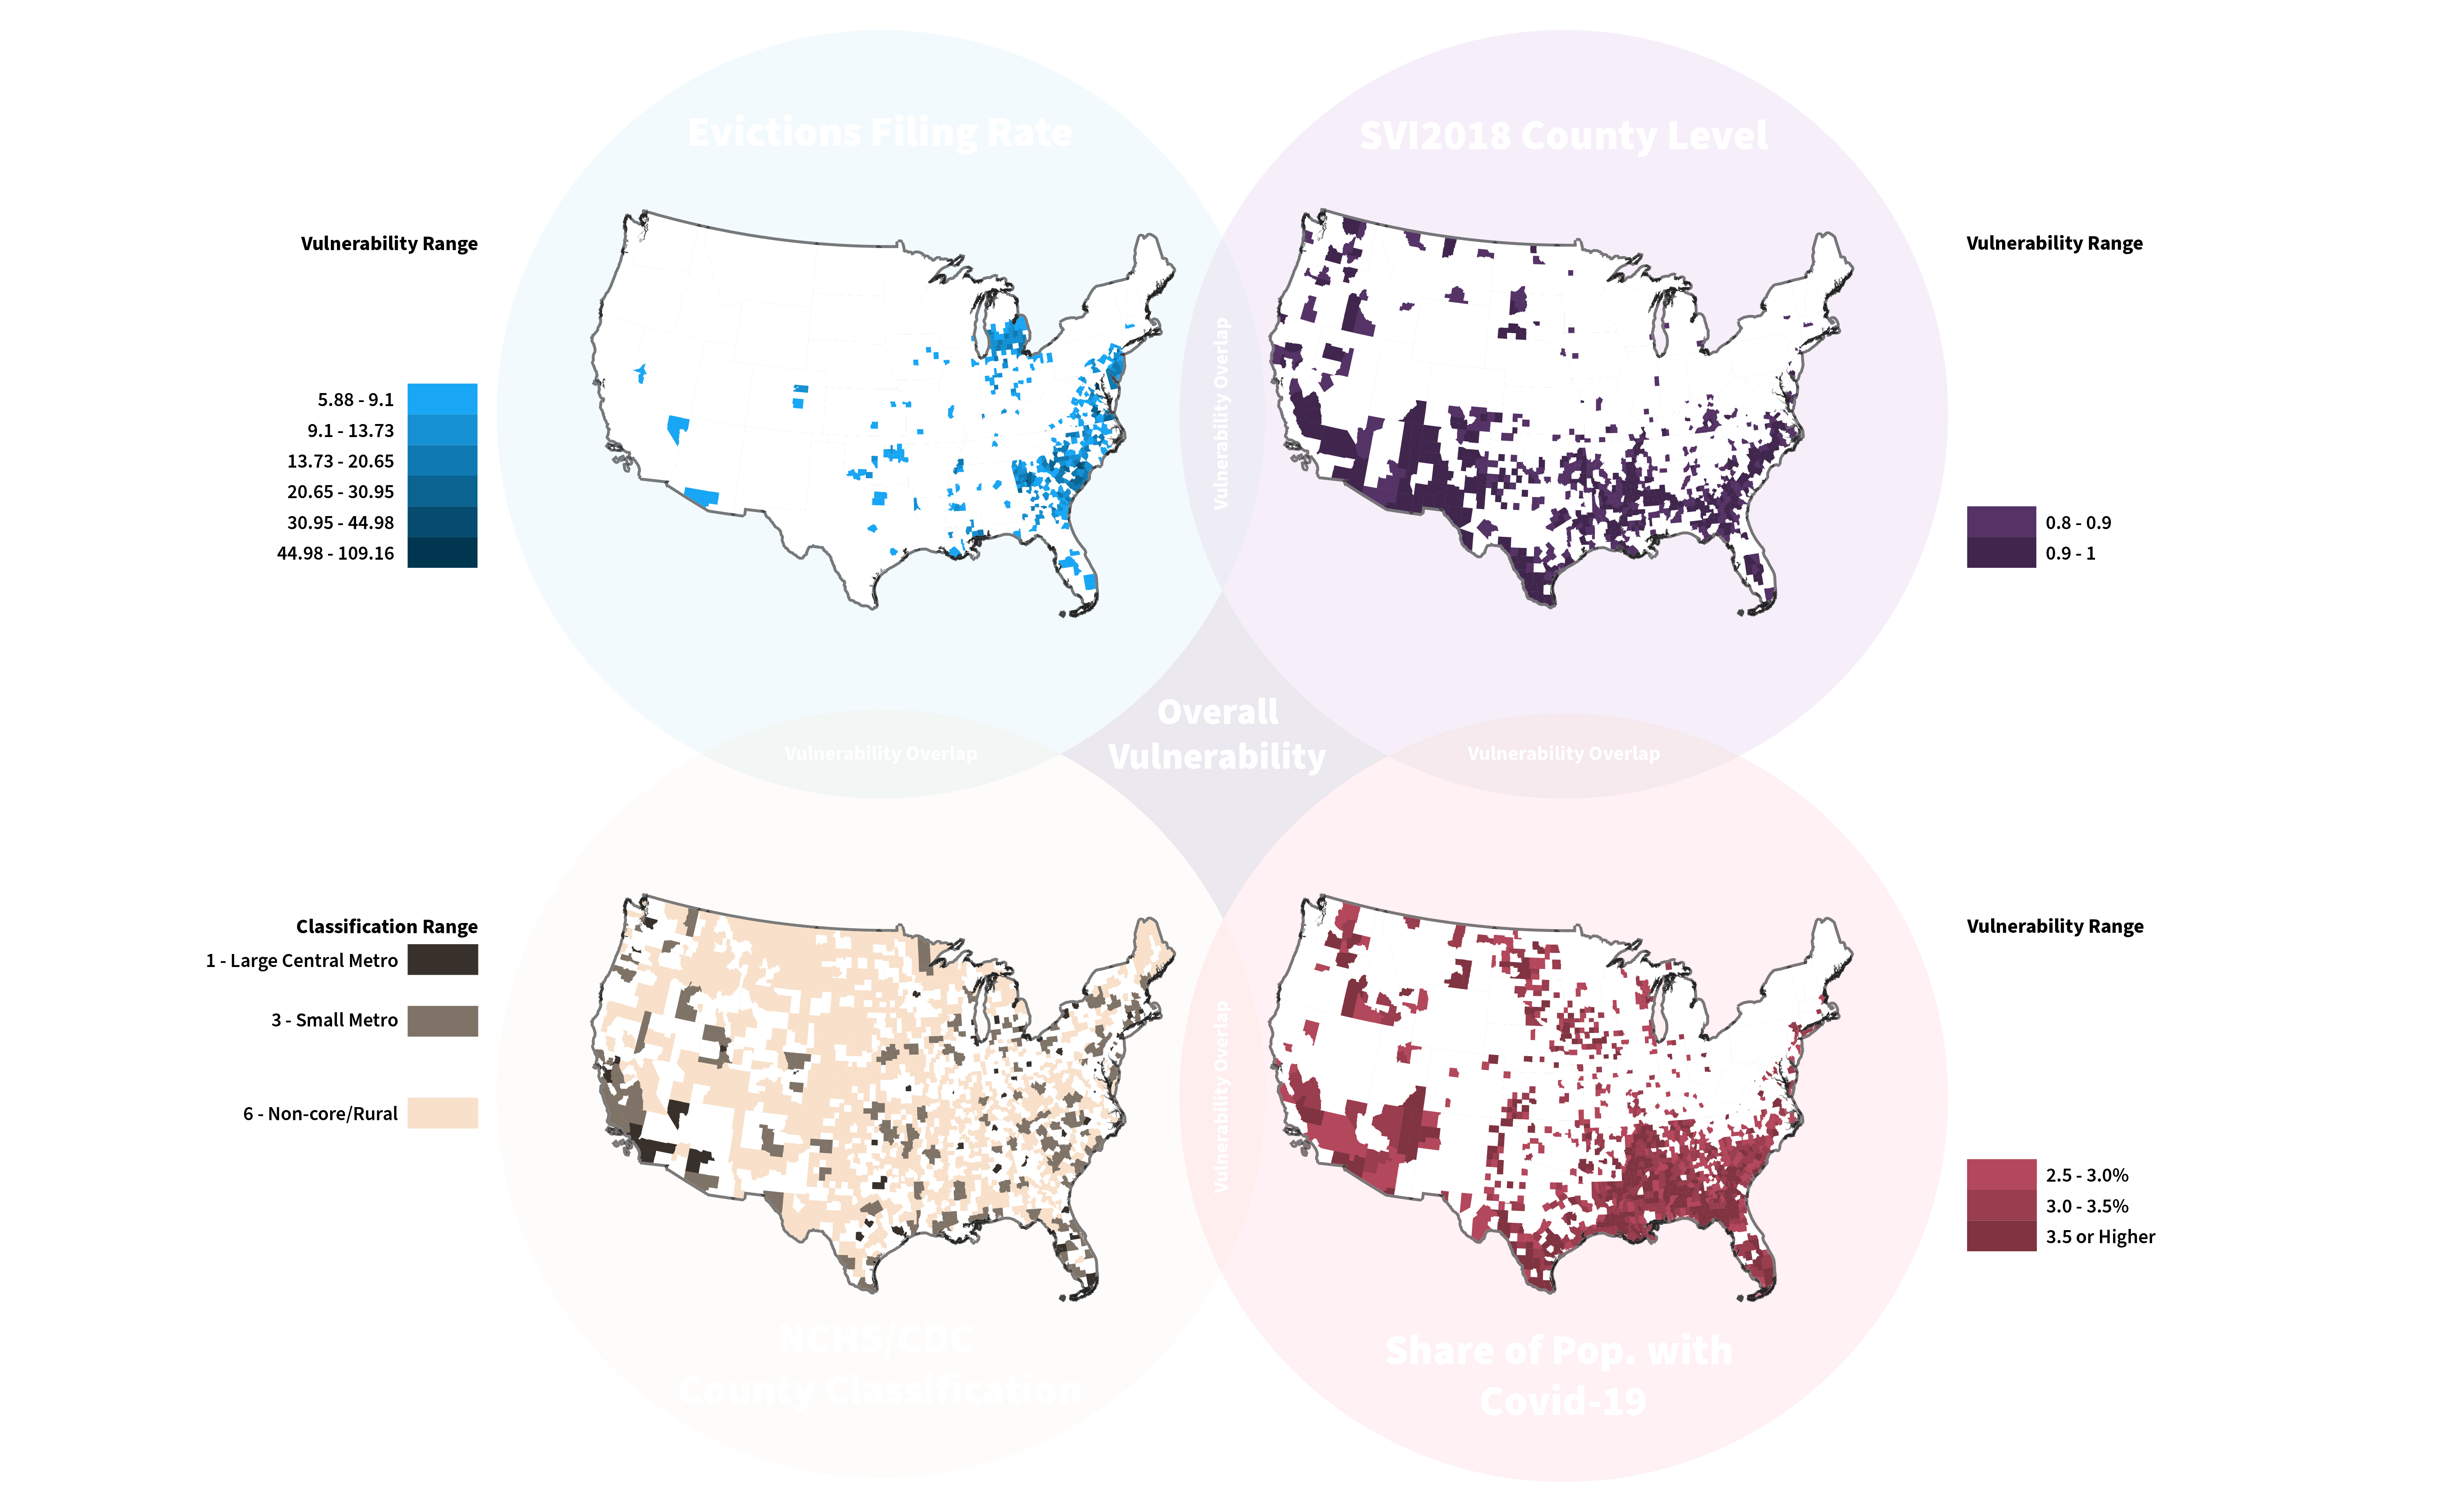 Evictions Filing Rate
Vulnerability Range
5.88 - 9.1
9.1 - 13.73
13.73 - 20.65
20.65 - 30.95
30.95 - 44.98
44.98 - 109.16
SVI2018 County Level
Vulnerability Range
0.8 - 0.9
0.9 - 1
Vulnerability Overlap
Overall
Vulnerability
Vulnerability Overlap
Vulnerability Overlap
Classification Range
1 - Large Central Metro
3 - Small Metro
6 - Non-core/Rural
NCHS/CDC
County Classification
Vulnerability Overlap
Vulnerability Range
2.5 - 3.0%
3.0 - 3.5%
3.5 or Higher
Share of Pop. with
Covid-19